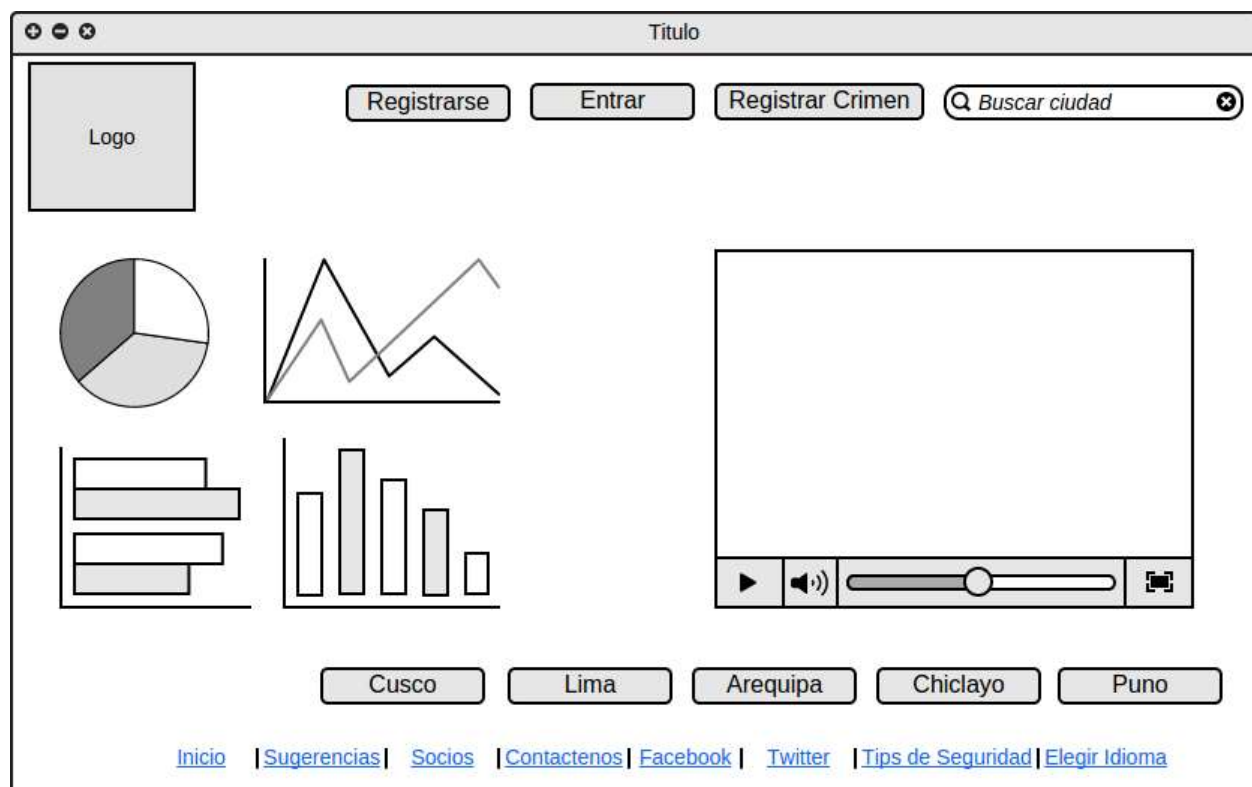 Titulo
Logo
Registrarse Entrar Registrar Crimen Buscar ciudad
Cusco Lima Arequipa Chiclayo Puno
Inicio | Sugerencias | Socios | Contactenos | Facebook | Twitter | Tips de Seguridad | Elegir Idioma